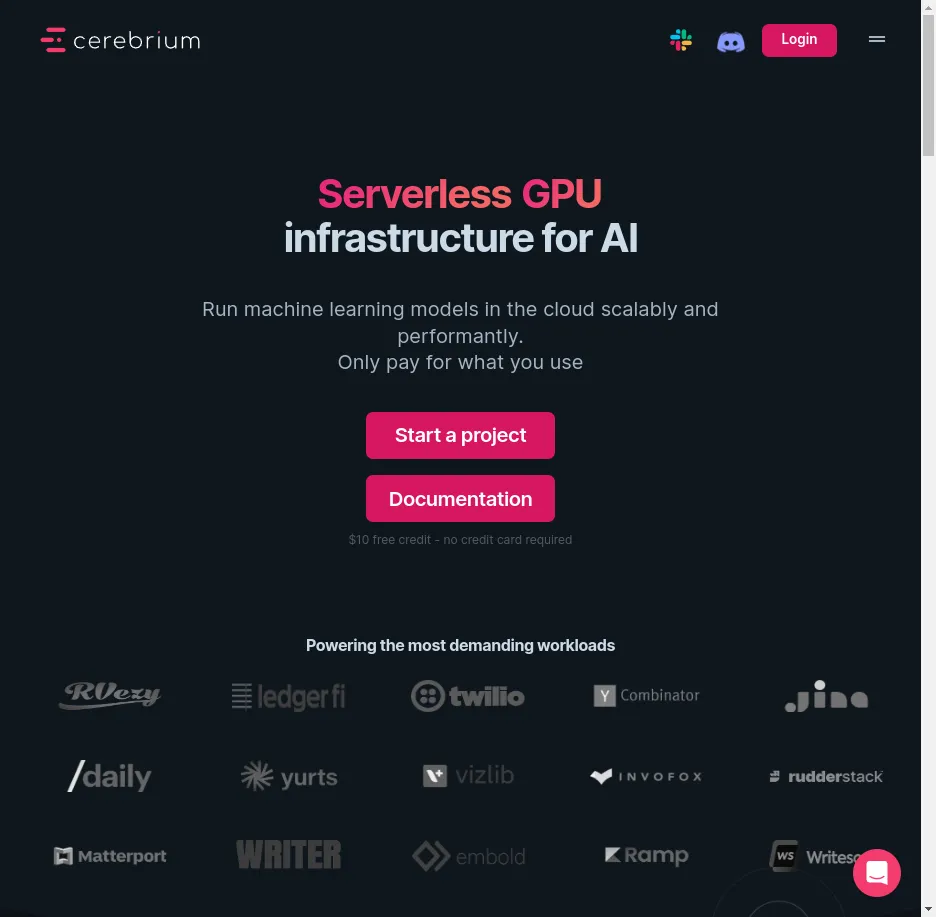 cerebrium
Login
Serverless GPU
infrastructure for AI
Run machine learning models in the cloud scalably and
performantly.
Only pay for what you use
Start a project
Documentation
$10 free credit - no credit card required
Powering the most demanding workloads
RVezy
ledgerfi
twilio
Y Combinator
jina
/daily
yurts
vizlib
INVOFOX
rudderstack
Matterport
WRITER
embold
Ramp
WS